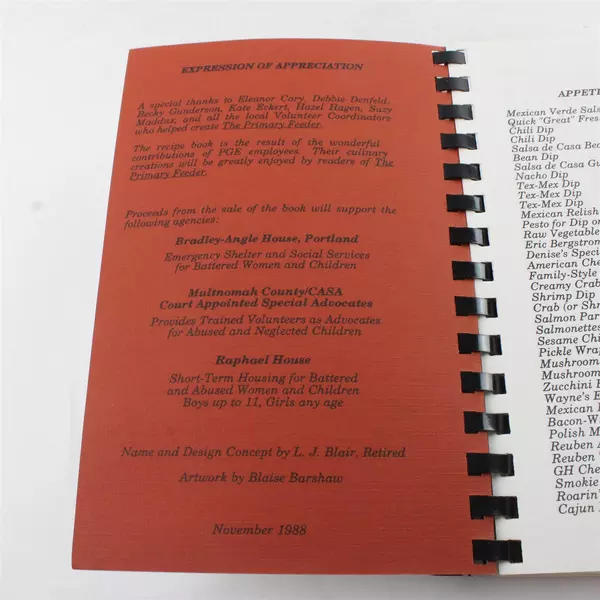 EXPRESSION OF APPRECIATION
A special thanks to Eleanor Cory, Debbie Denfeld,
Becky Gunderson, Kate Eckert, Hazel Hagen, Suzy
Maddux, and all the local Volunteer Coordinators
who helped create The Primary Feeder.
The recipe book is the result of the wonderful
contributions of PGE employees. Their culinary
creations will be greatly enjoyed by readers of The
Primary Feeder.
Proceeds from the sale of the book will support the
following agencies:
Bradley-Angle House, Portland
Emergency Shelter and Social Services
for Battered Women and Children
Multnomah County/CASA
Court Appointed Special Advocates
Provides Trained Volunteers as Advocates
for Abused and Neglected Children
Raphael House
Short-Term Housing for Battered
and Abused Women and Children
Boys up to 11, Girls any age
Name and Design Concept by L. J. Blair, Retired
Artwork by Blaise Barshaw
November 1988
APPETI
Mexican Verde Sals
Quick "Great" Fres
Chili Dip
Chili Dip
Salsa de Casa Bea
Bean Dip
Salsa de Casa Gu
Nacho Dip
Tex-Mex Dip
Tex-Mex Dip
Tex-Mex Dip
Mexican Relish
Pesto for Dip o
Raw Vegetable
Eric Bergstrom
Denise's Speci
American Che
Family-Style
Creamy Crab
Shrimp Dip
Crab (or Shr
Salmon Par
Salmonettes
Sesame Chi
Pickle Wrap
Mushroom
Mushroom
Zucchini
Wayne's E
Mexican
Bacon-W
Polish M
Reuben
Reuben
GH Che
Smokie
Roarin'
Cajun